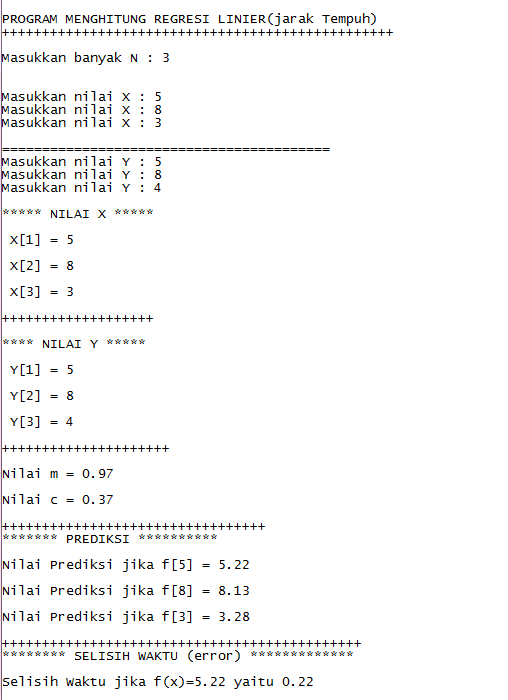 PROGRAM MENGHITUNG REGRESI LINIER(jarak Tempuh)
+++++++++++++++++++++++++++++++++++++++++++++++++
Masukkan banyak N : 3
Masukkan nilai X : 5
Masukkan nilai X : 8
Masukkan nilai X : 3
=========================================
Masukkan nilai Y : 5
Masukkan nilai Y : 8
Masukkan nilai Y : 4
***** NILAI X *****
X[1] = 5
X[2] = 8
X[3] = 3
+++++++++++++++++++
**** NILAI Y *****
Y[1] = 5
Y[2] = 8
Y[3] = 4
+++++++++++++++++++++
Nilai m = 0.97
Nilai c = 0.37
+++++++++++++++++++++++++++++++++
******* PREDIKSI **********
Nilai Prediksi jika f[5] = 5.22
Nilai Prediksi jika f[8] = 8.13
Nilai Prediksi jika f[3] = 3.28
+++++++++++++++++++++++++++++++++++++++++++++
******** SELISIH WAKTU (error) *************
Selisih Waktu jika f(x)=5.22 yaitu 0.22